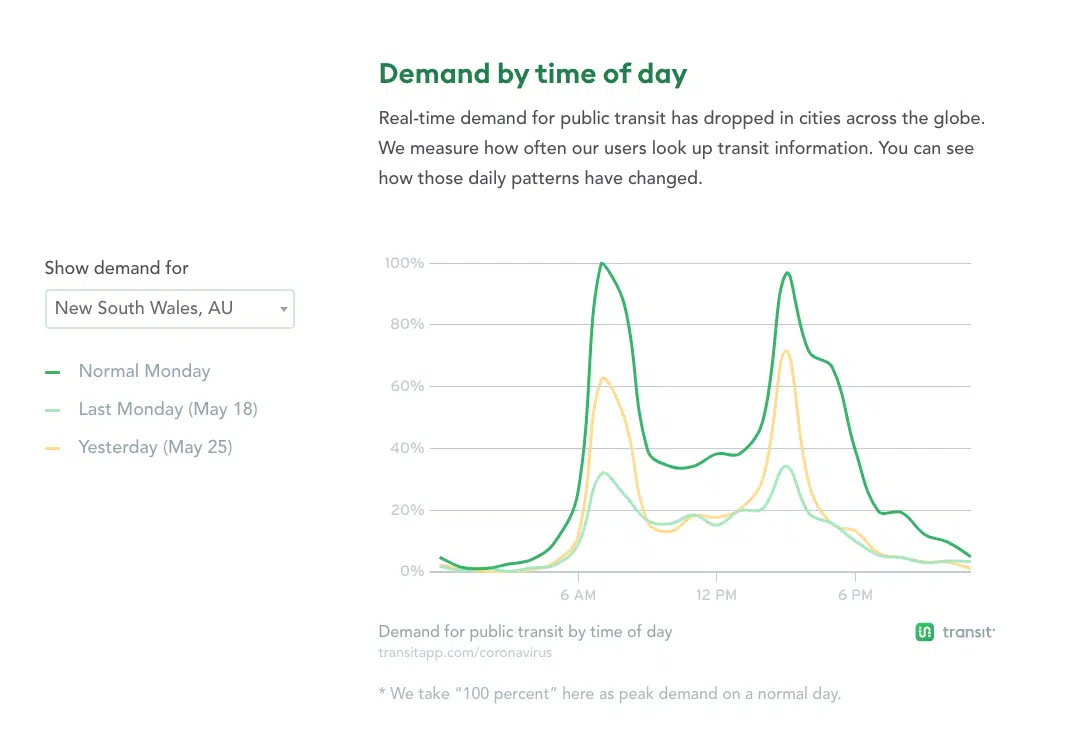 Demand by time of day
Real-time demand for public transit has dropped in cities across the globe.
We measure how often our users look up transit information. You can see
how those daily patterns have changed.
Show demand for
New South Wales, AU
Normal Monday
Last Monday (May 18)
Yesterday (May 25)
100%
80%
60%
40%
20%
0%
6 AM
12 PM
6 PM
Demand for public transit by time of day
transitapp.com/coronavirus
transit
* We take “100 percent” here as peak demand on a normal day.